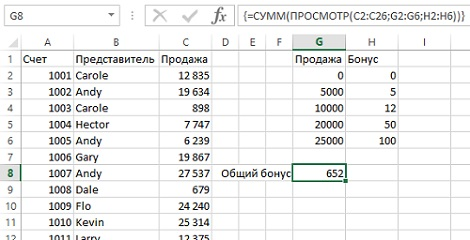 G8 {=СУММ(ПРОСМОТР(C2:C26;G2:G6;H2:H6))}
A B C D E F G H I
1 Счет Представитель Продажа Продажа Бонус
2 1001 Carole 12 835 0 0
3 1002 Andy 19 634 5000 5
4 1003 Carole 898 10000 12
5 1004 Hector 7 747 20000 50
6 1005 Andy 6 239 25000 100
7 1006 Gary 19 867
8 1007 Andy 27 537 Общий бонус 652
9 1008 Dale 679
10 1009 Flo 24 240
11 1010 Kevin 25 314
12 1011 Larry 12 375